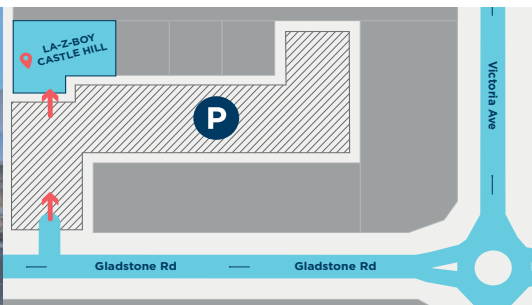 LA-Z-BOY
CASTLE HILL
P
Victoria Ave
Gladstone Rd
Gladstone Rd